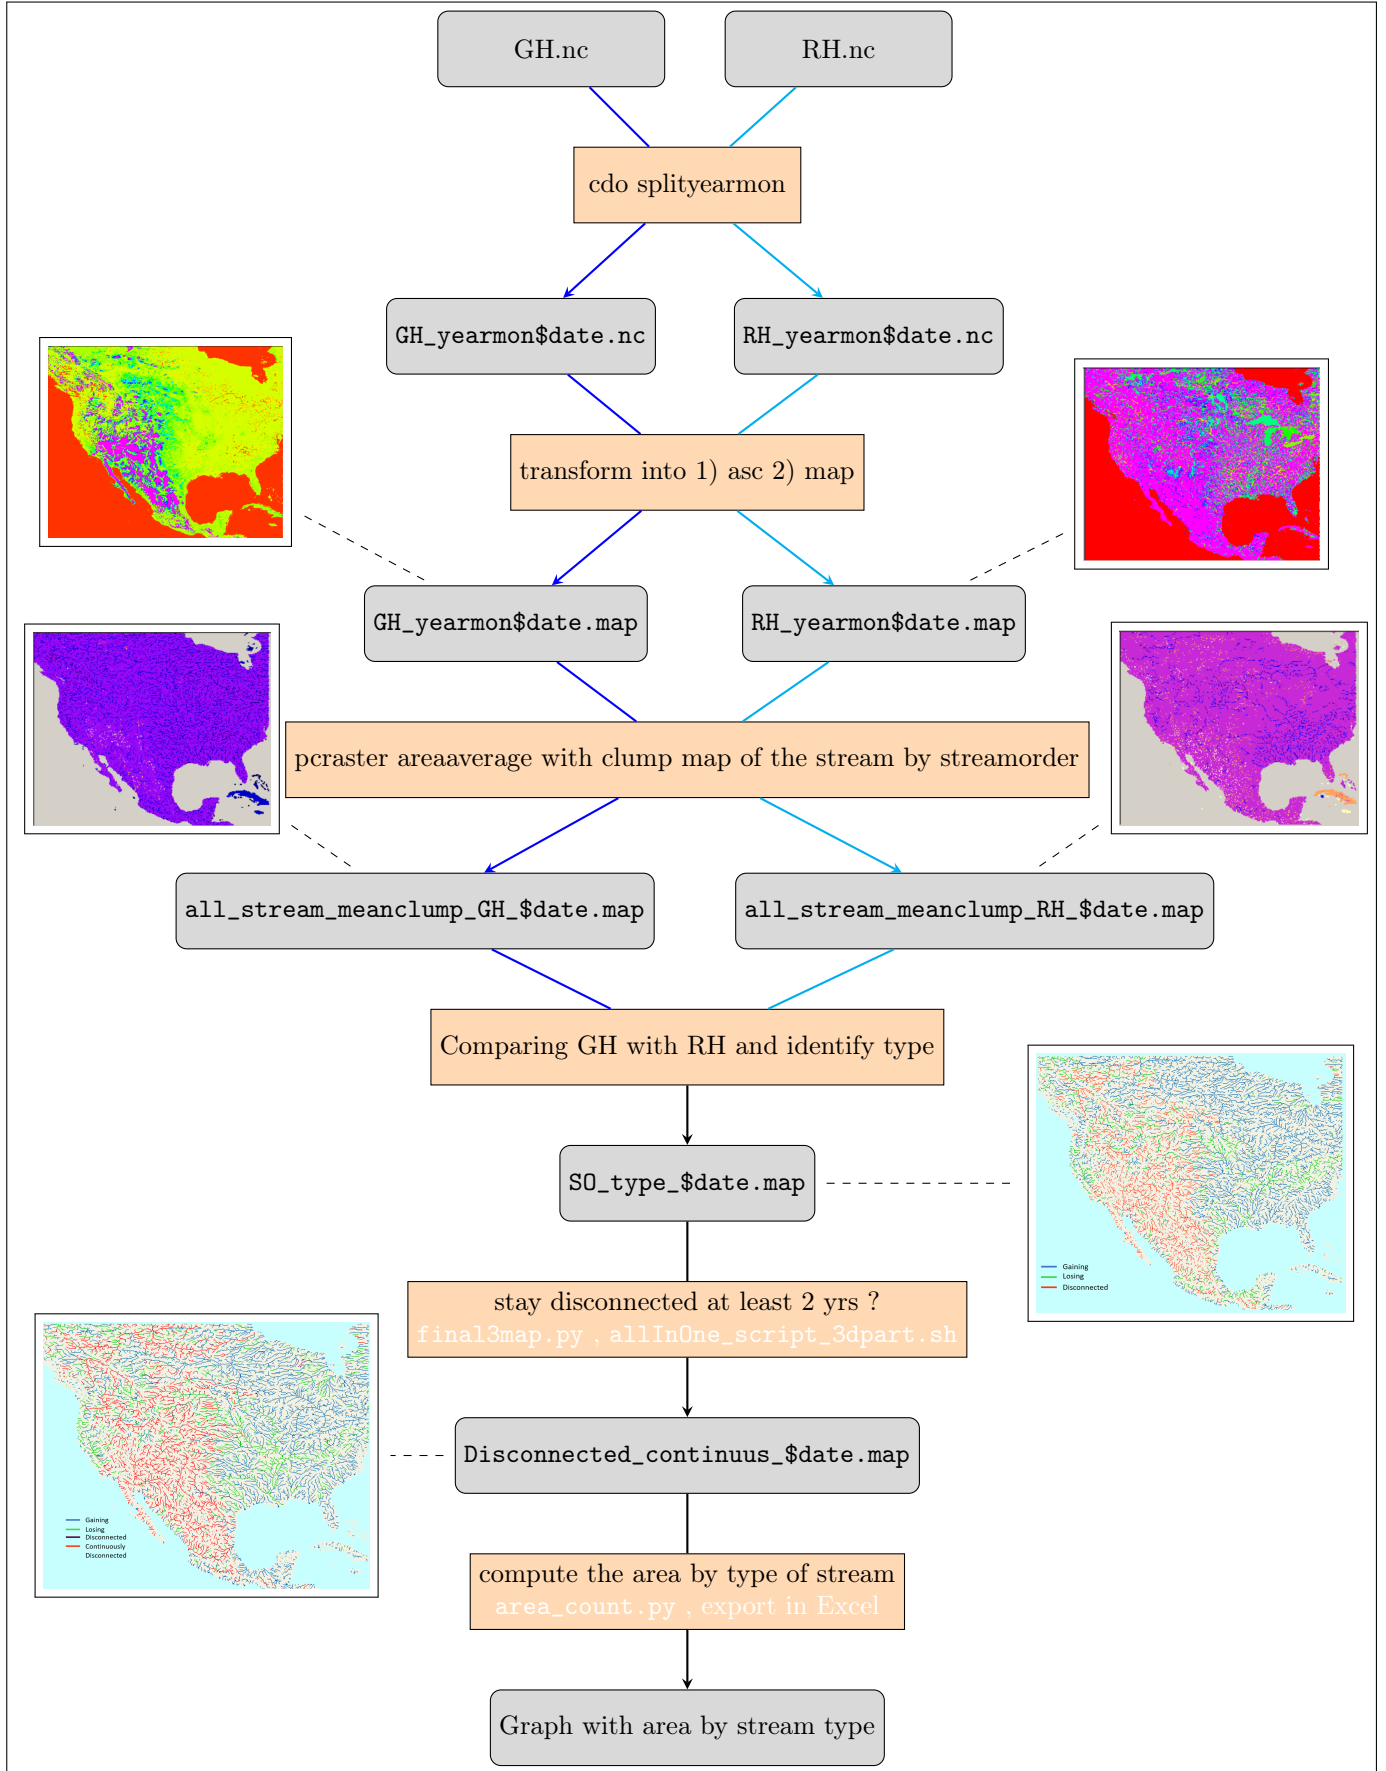 GH.nc
RH.nc
cdo splityearmon
GH_yearmon$date.nc
RH_yearmon$date.nc
transform into 1) asc 2) map
GH_yearmon$date.map
RH_yearmon$date.map
pcraster areaaverage with clump map of the stream by streamorder
all_stream_meanclump_GH_$date.map
all_stream_meanclump_RH_$date.map
Comparing GH with RH and identify type
SO_type_$date.map
Gaining
Losing
Disconnected
stay disconnected at least 2 yrs ?
final3map.py , allInOne_script_3dpart.sh
Disconnected_continuus_$date.map
Gaining
Losing
Disconnected
Continuously
Disconnected
compute the area by type of stream
area_count.py , export in Excel
Graph with area by stream type